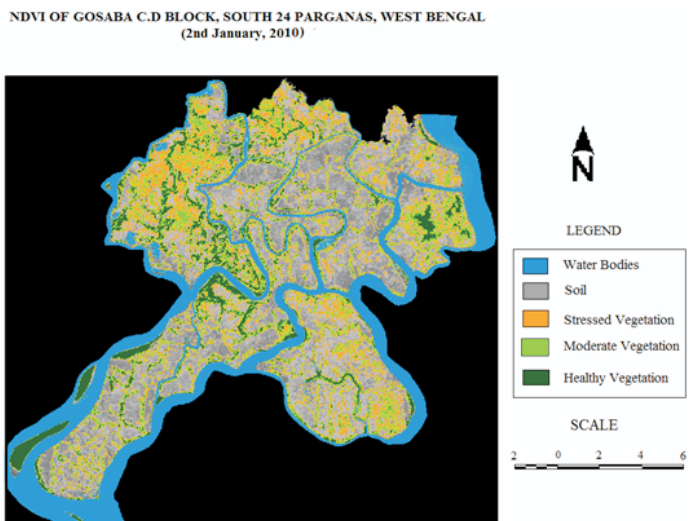 NDVI OF GOSABA C.D BLOCK, SOUTH 24 PARGANAS, WEST BENGAL
(2nd January, 2010)
N
LEGEND
Water Bodies
Soil
Stressed Vegetation
Moderate Vegetation
Healthy Vegetation
SCALE
2 0 2 4 6